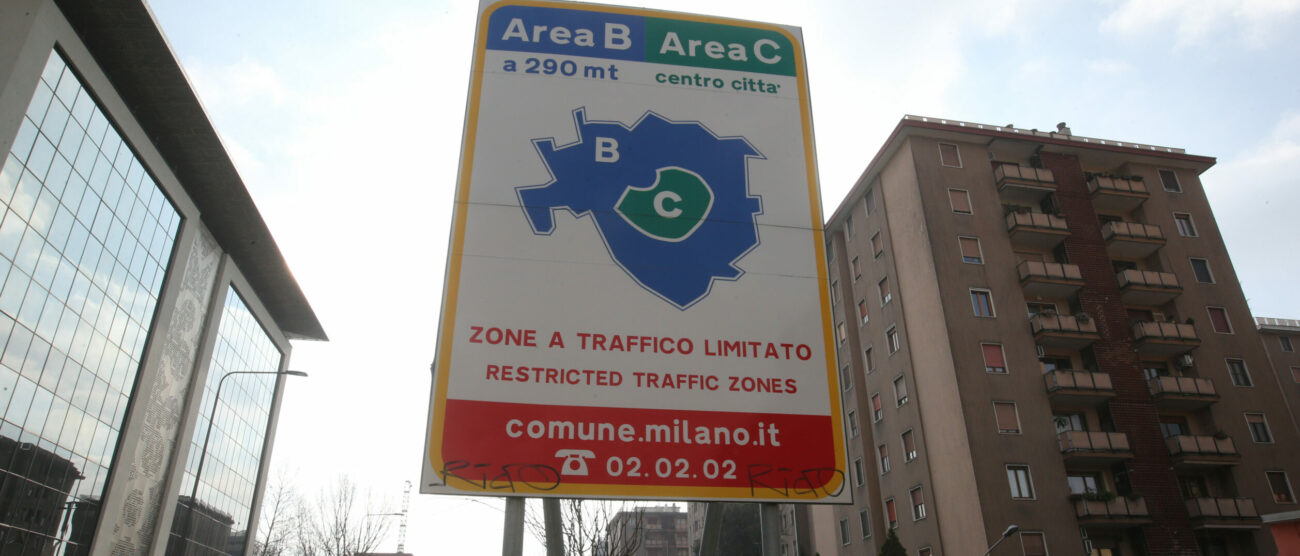 Area B Area C
a 290 mt centro citta'
B
C
ZONE A TRAFFICO LIMITATO
RESTRICTED TRAFFIC ZONES
comune.milano.it
02.02.02